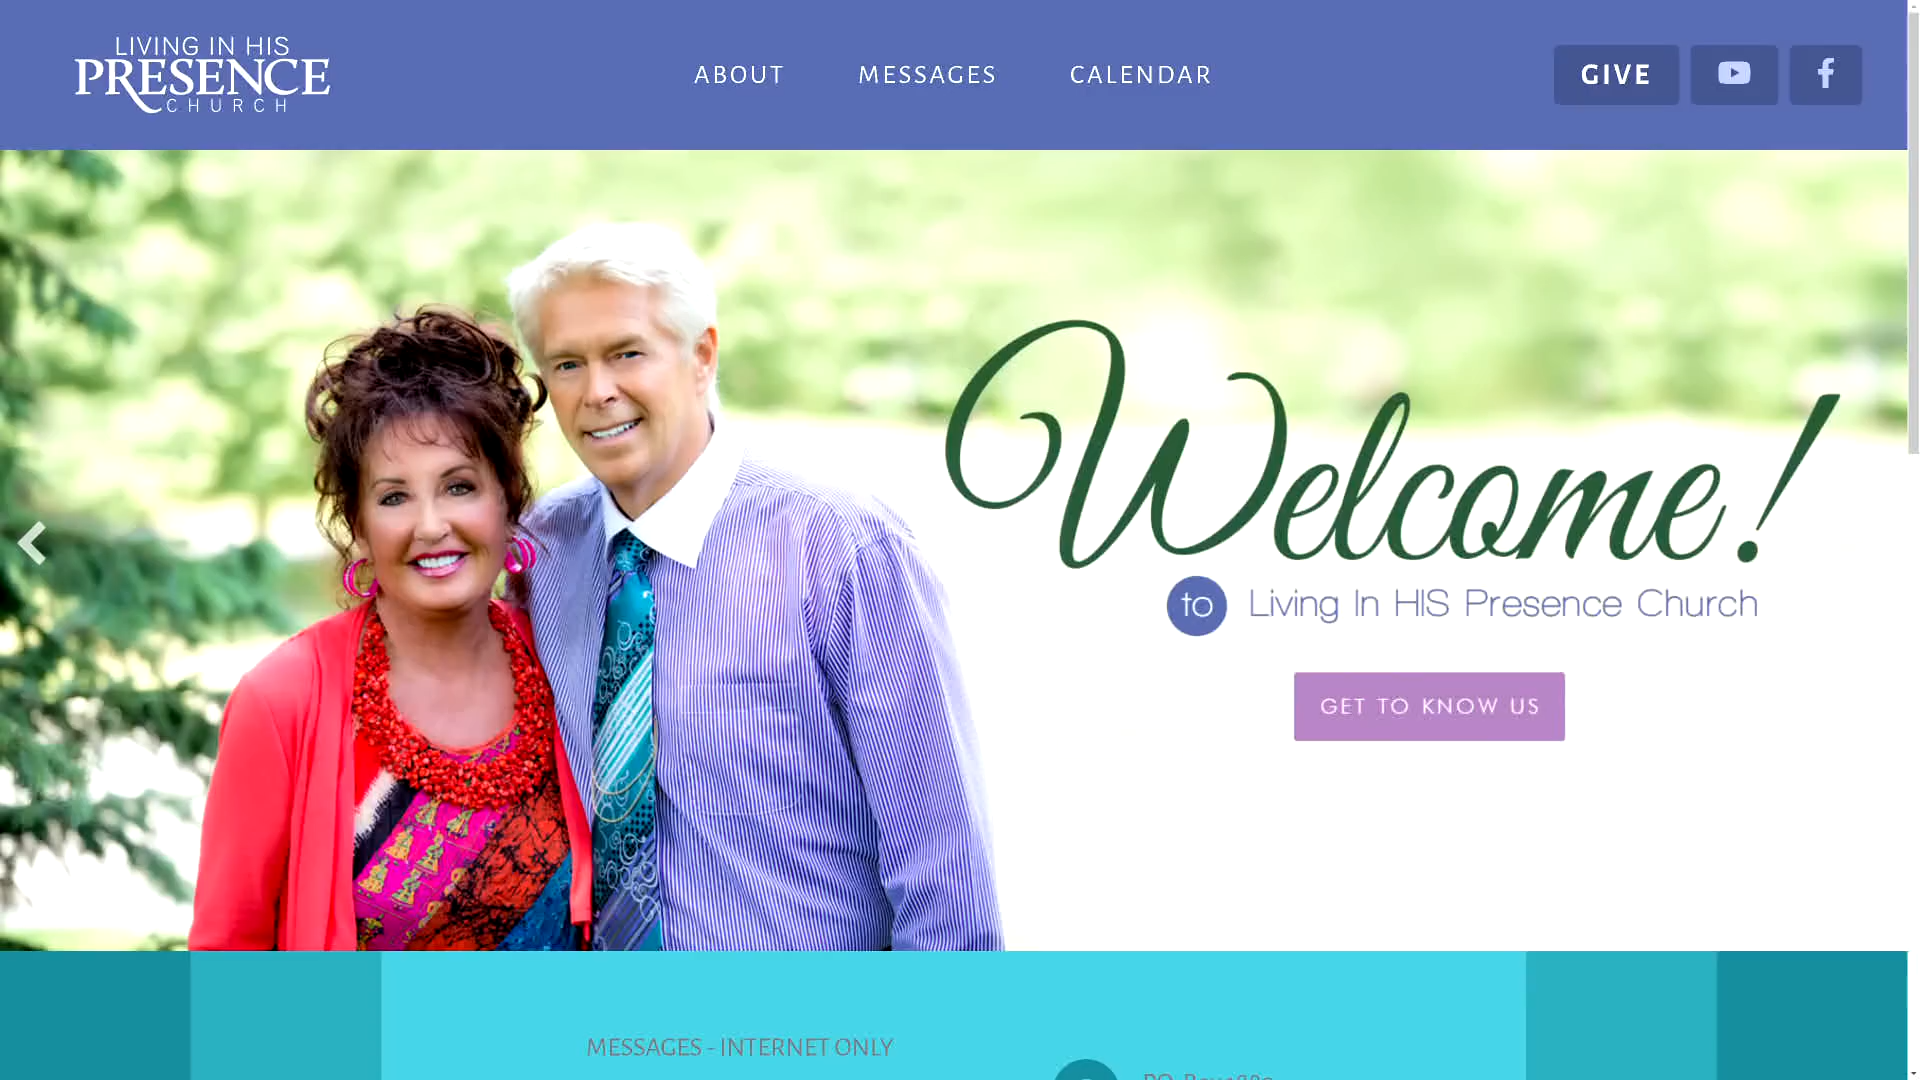 LIVING IN HIS
PRESENCE
CHURCH
ABOUT
MESSAGES
CALENDAR
GIVE
Welcome!
to Living In HIS Presence Church
GET TO KNOW US
MESSAGES - INTERNET ONLY